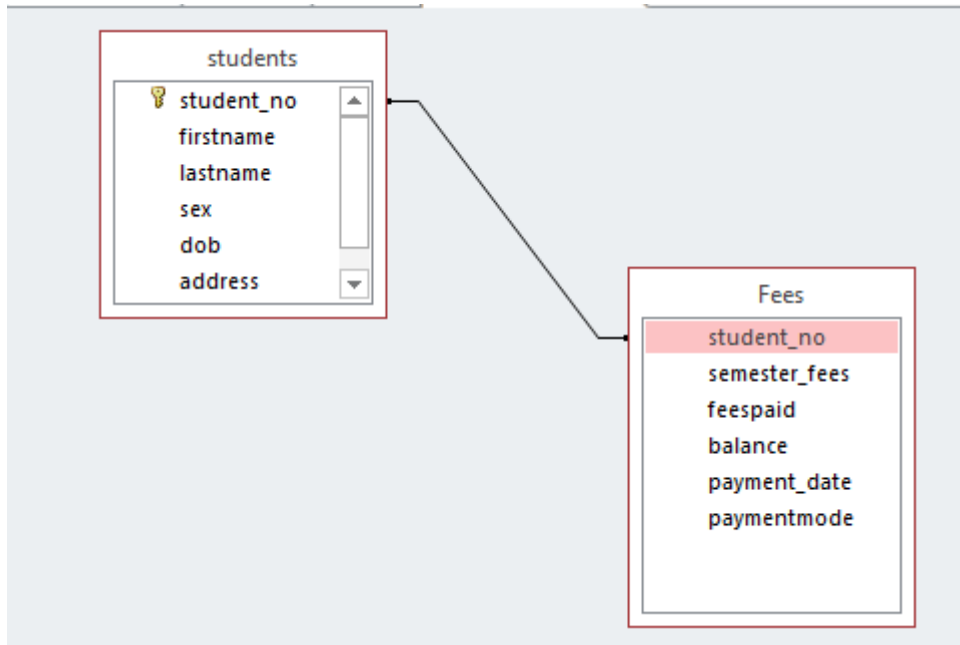 students
student_no
firstname
lastname
sex
dob
address
Fees
student_no
semester_fees
feespaid
balance
payment_date
paymentmode